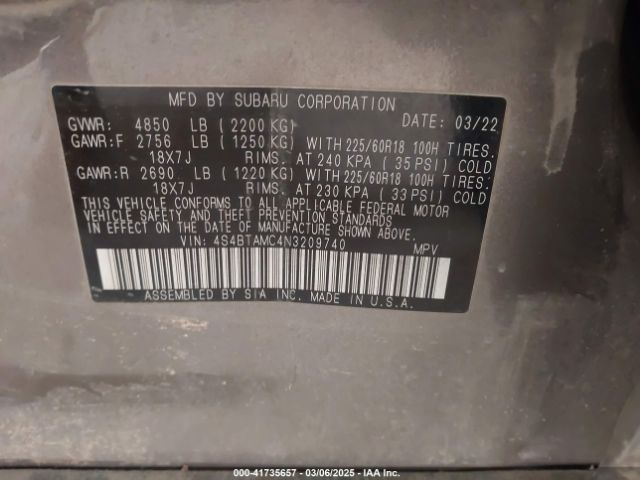 MFD BY SUBARU CORPORATION
DATE: 03/22
GVWR: 4850 LB (2200 KG)
GAWR:F 2756 LB (1250 KG) WITH 225/60R18 100H TIRES.
18X7J RIMS. AT 240 KPA (35 PSI) COLD
GAWR:R 2690 LB (1220 KG) WITH 225/60R18 100H TIRES.
18X7J RIMS. AT 230 KPA (33 PSI) COLD
THIS VEHICLE CONFORMS TO ALL APPLICABLE FEDERAL MOTOR
VEHICLE SAFETY AND THEFT PREVENTION STANDARDS
IN EFFECT ON THE DATE OF MANUFACTURE SHOWN ABOVE.
VIN: 4S4BTAMC4N3209740
MPV
ASSEMBLED BY SIA INC. MADE IN U.S.A.
000-41735657 - 03/06/2025 - IAA Inc.